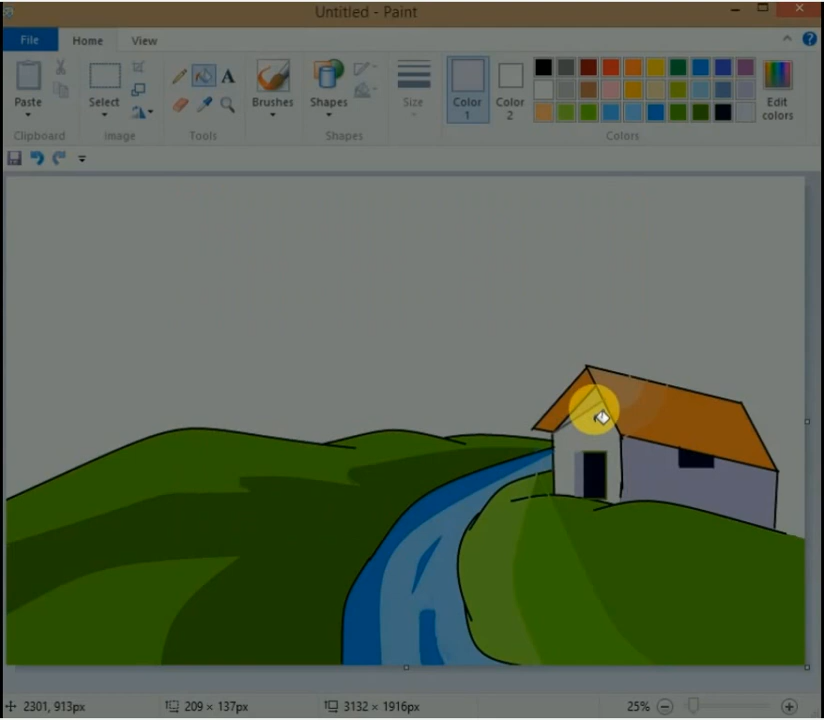 Untitled - Paint
File Home View
Paste
Select
A
Brushes
Shapes
Size
Color 1
Color 2
Edit colors
Clipboard
Image
Tools
Shapes
Colors
2301, 913px
209 × 137px
3132 × 1916px
25%